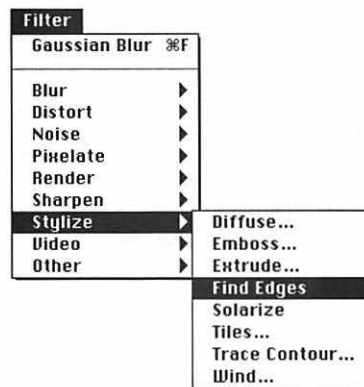 Filter
Gaussian Blur ⌘F
Blur
Distort
Noise
Pixelate
Render
Sharpen
Stylize
Video
Other
Diffuse...
Emboss...
Extrude...
Find Edges
Solarize
Tiles...
Trace Contour...
Wind...